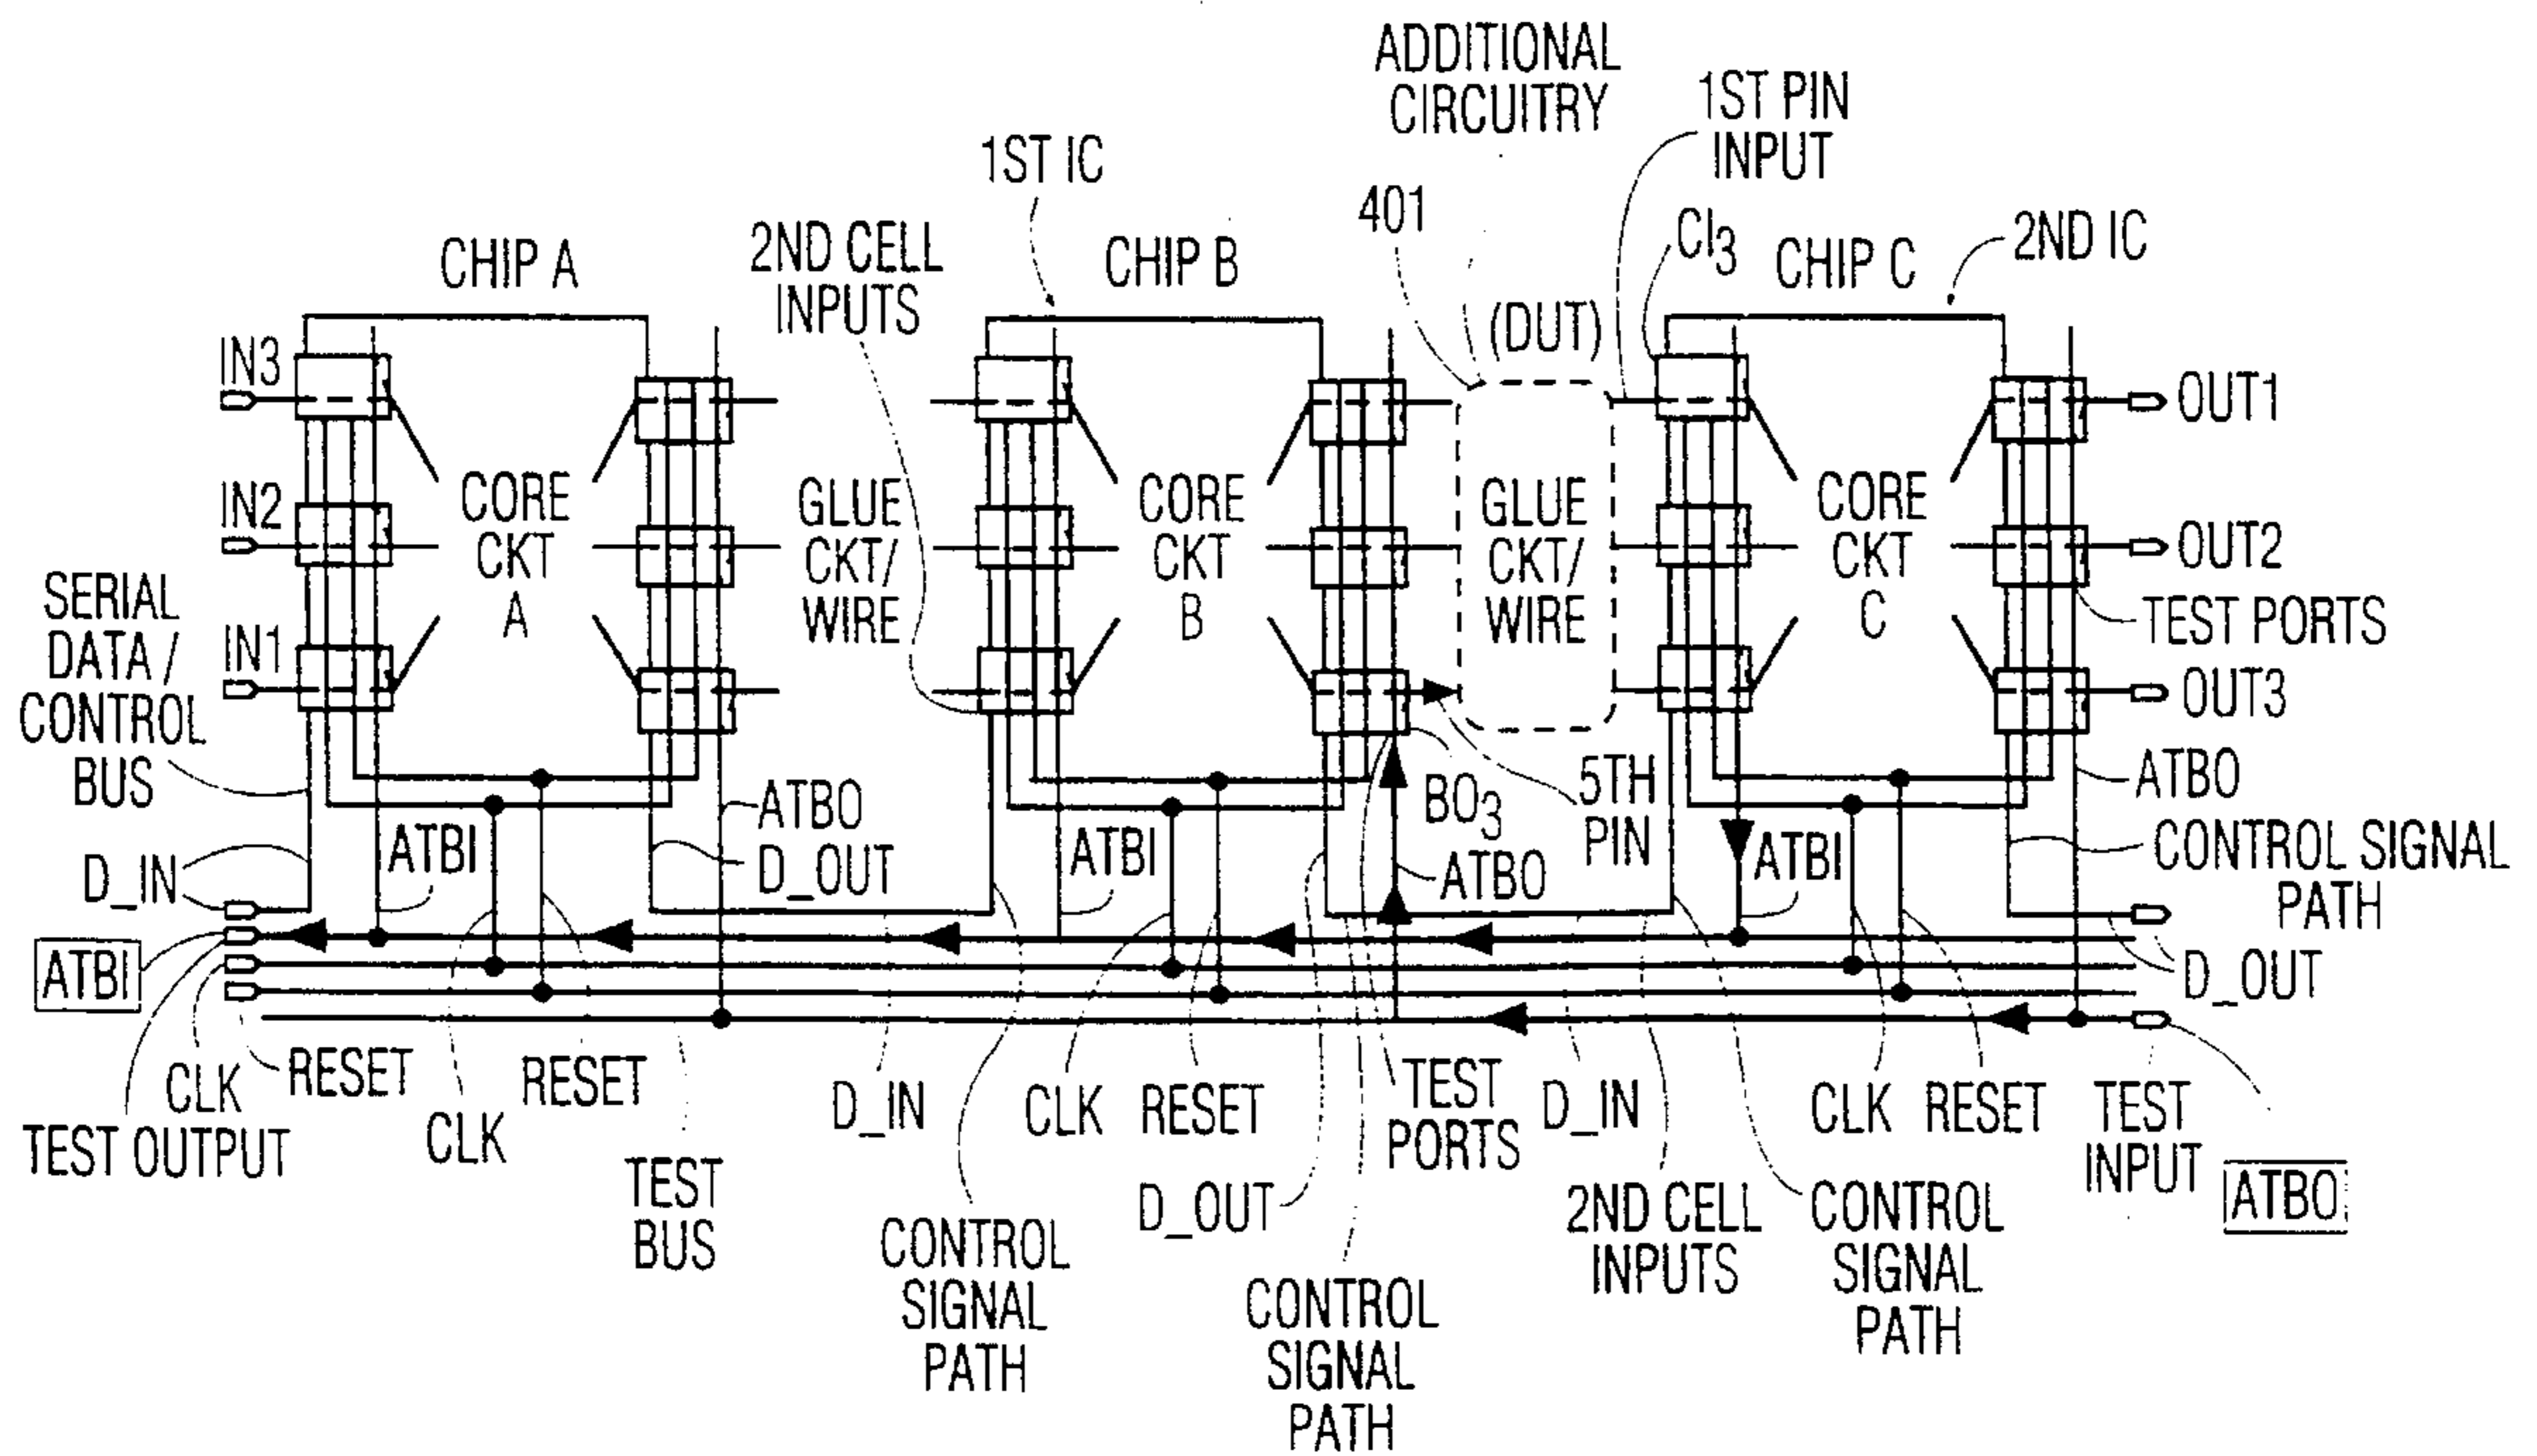 ADDITIONAL
CIRCUITRY
1ST PIN
INPUT
1ST IC
401
CI3
2ND CELL
INPUTS
CHIP A
CHIP B
CHIP C
2ND IC
(DUT)
IN3
OUT1
CORE
CKT
A
GLUE
CKT/
WIRE
CORE
CKT
B
GLUE
CKT/
WIRE
CORE
CKT
C
IN2
OUT2
SERIAL
DATA/
CONTROL
BUS
IN1
TEST PORTS
OUT3
ATBO
D_OUT
BO3
5TH
PIN
ATBO
CONTROL SIGNAL
PATH
D_IN
ATBI
ATBI
ATBO
ATBI
ATBI
D_OUT
CLK
RESET
TEST OUTPUT
CLK
RESET
TEST
BUS
D_IN
CONTROL
SIGNAL
PATH
CLK
RESET
D_OUT
TEST
PORTS
CONTROL
SIGNAL
PATH
D_IN
2ND CELL
INPUTS
CONTROL
SIGNAL
PATH
CLK
RESET
TEST
INPUT
ATBO